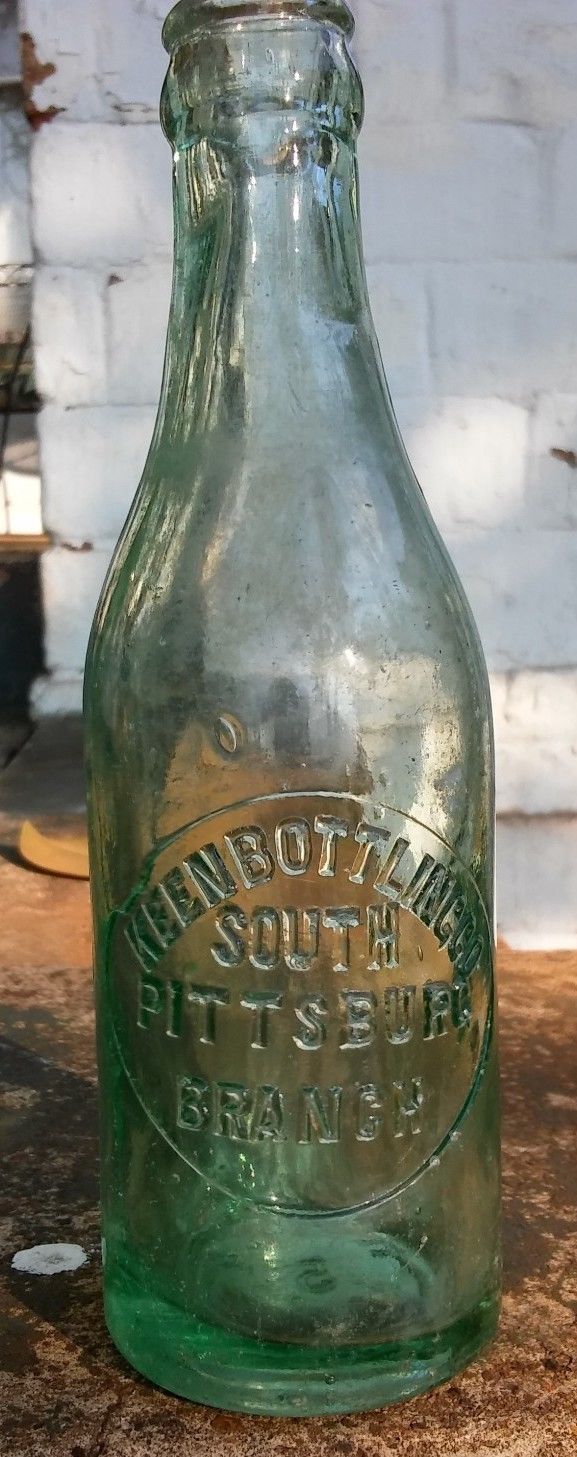 KEEN BOTTLING CO
SOUTH
PITTSBURG
BRANCH
S